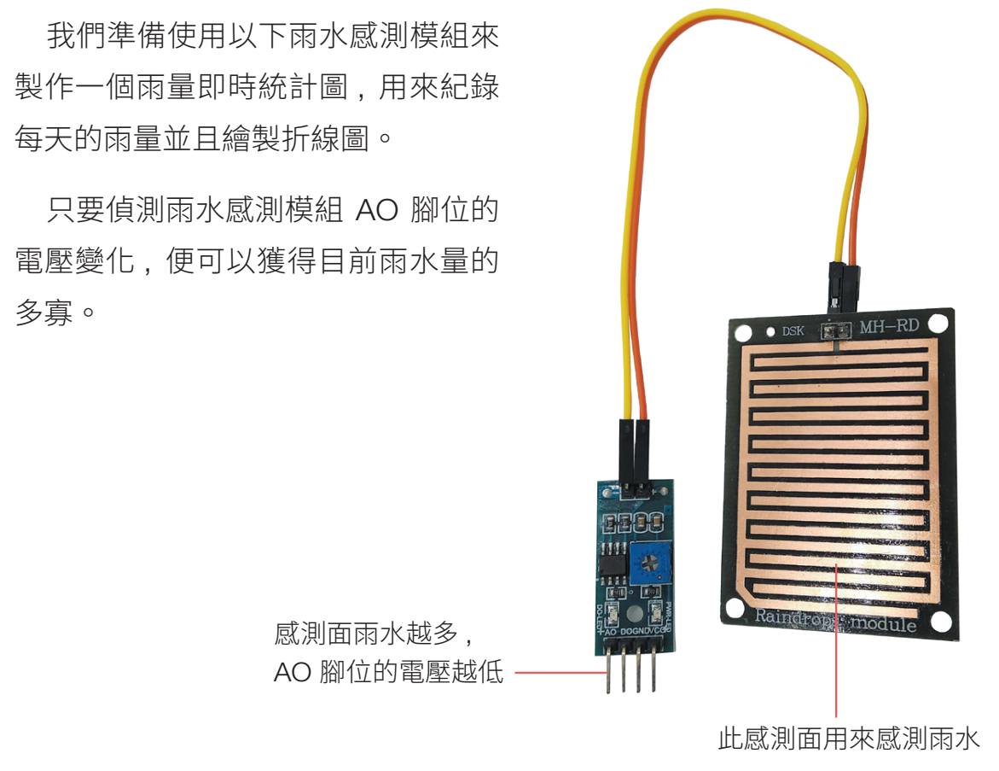 我們準備使用以下雨水感測模組來
製作一個雨量即時統計圖，用來紀錄
每天的雨量並且繪製折線圖。
只要偵測雨水感測模組 AO 腳位的
電壓變化，便可以獲得目前雨水量的
多寡。
DSK
MH-RD
Raindrops module
DO-LED
PWR-LED
AO DO GND VCC
感測面雨水越多，
AO 腳位的電壓越低
此感測面用來感測雨水